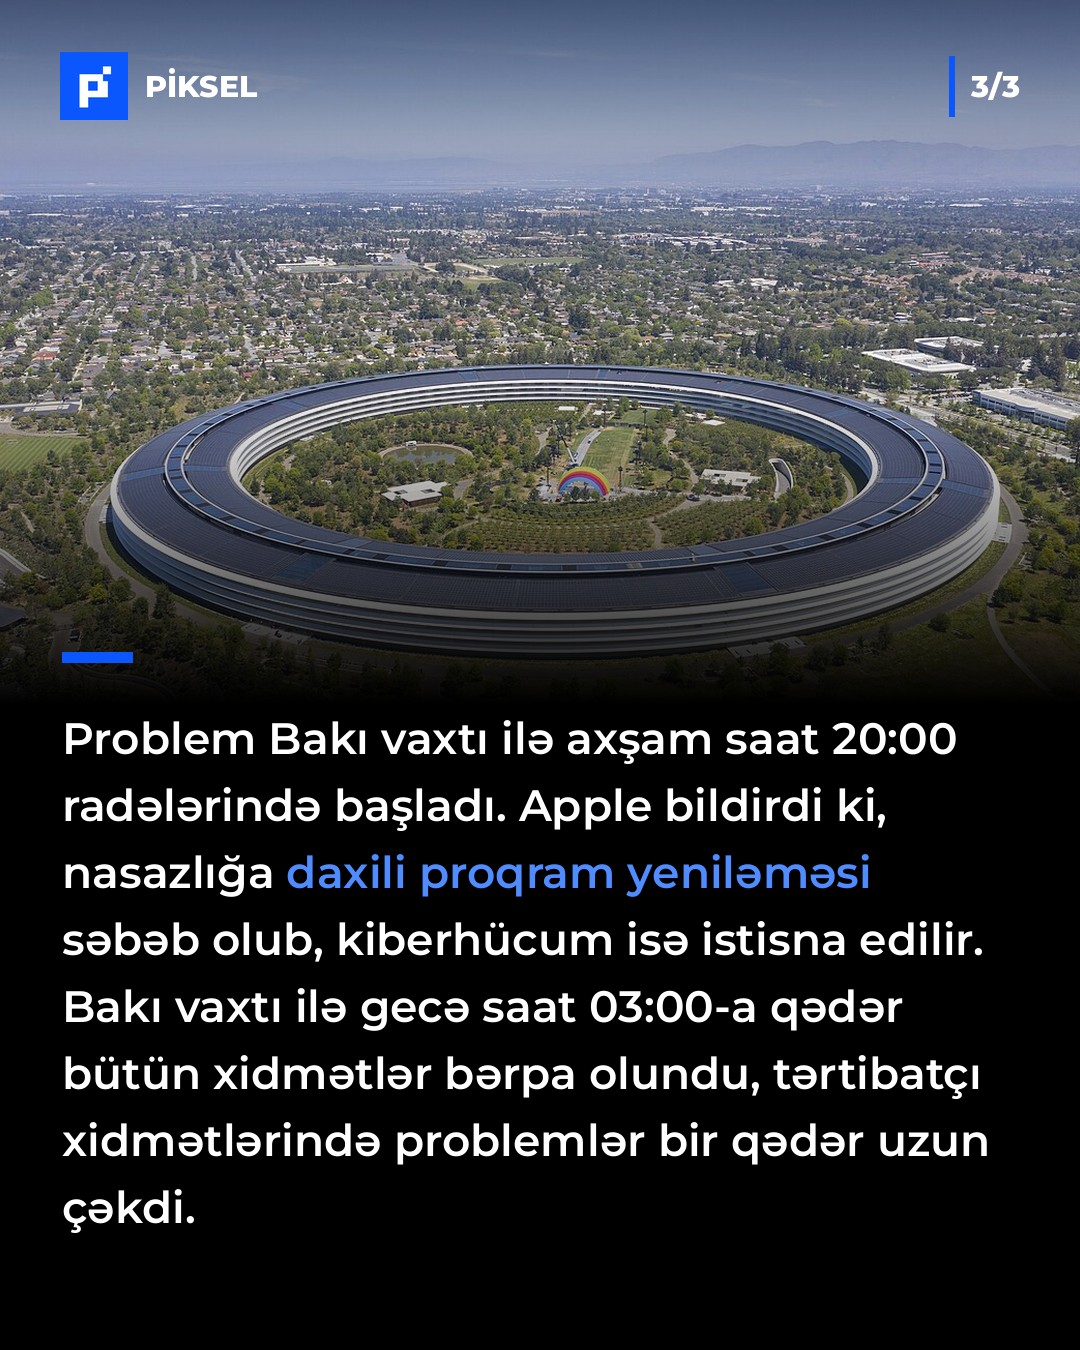 PİKSEL
3/3
Problem Bakı vaxtı ilə axşam saat 20:00
radələrində başladı. Apple bildirdi ki,
nasazlığa daxili proqram yeniləməsi
səbəb olub, kiberhücum isə istisna edilir.
Bakı vaxtı ilə gecə saat 03:00-a qədər
bütün xidmətlər bərpa olundu, tərtibatçı
xidmətlərində problemlər bir qədər uzun
çəkdi.